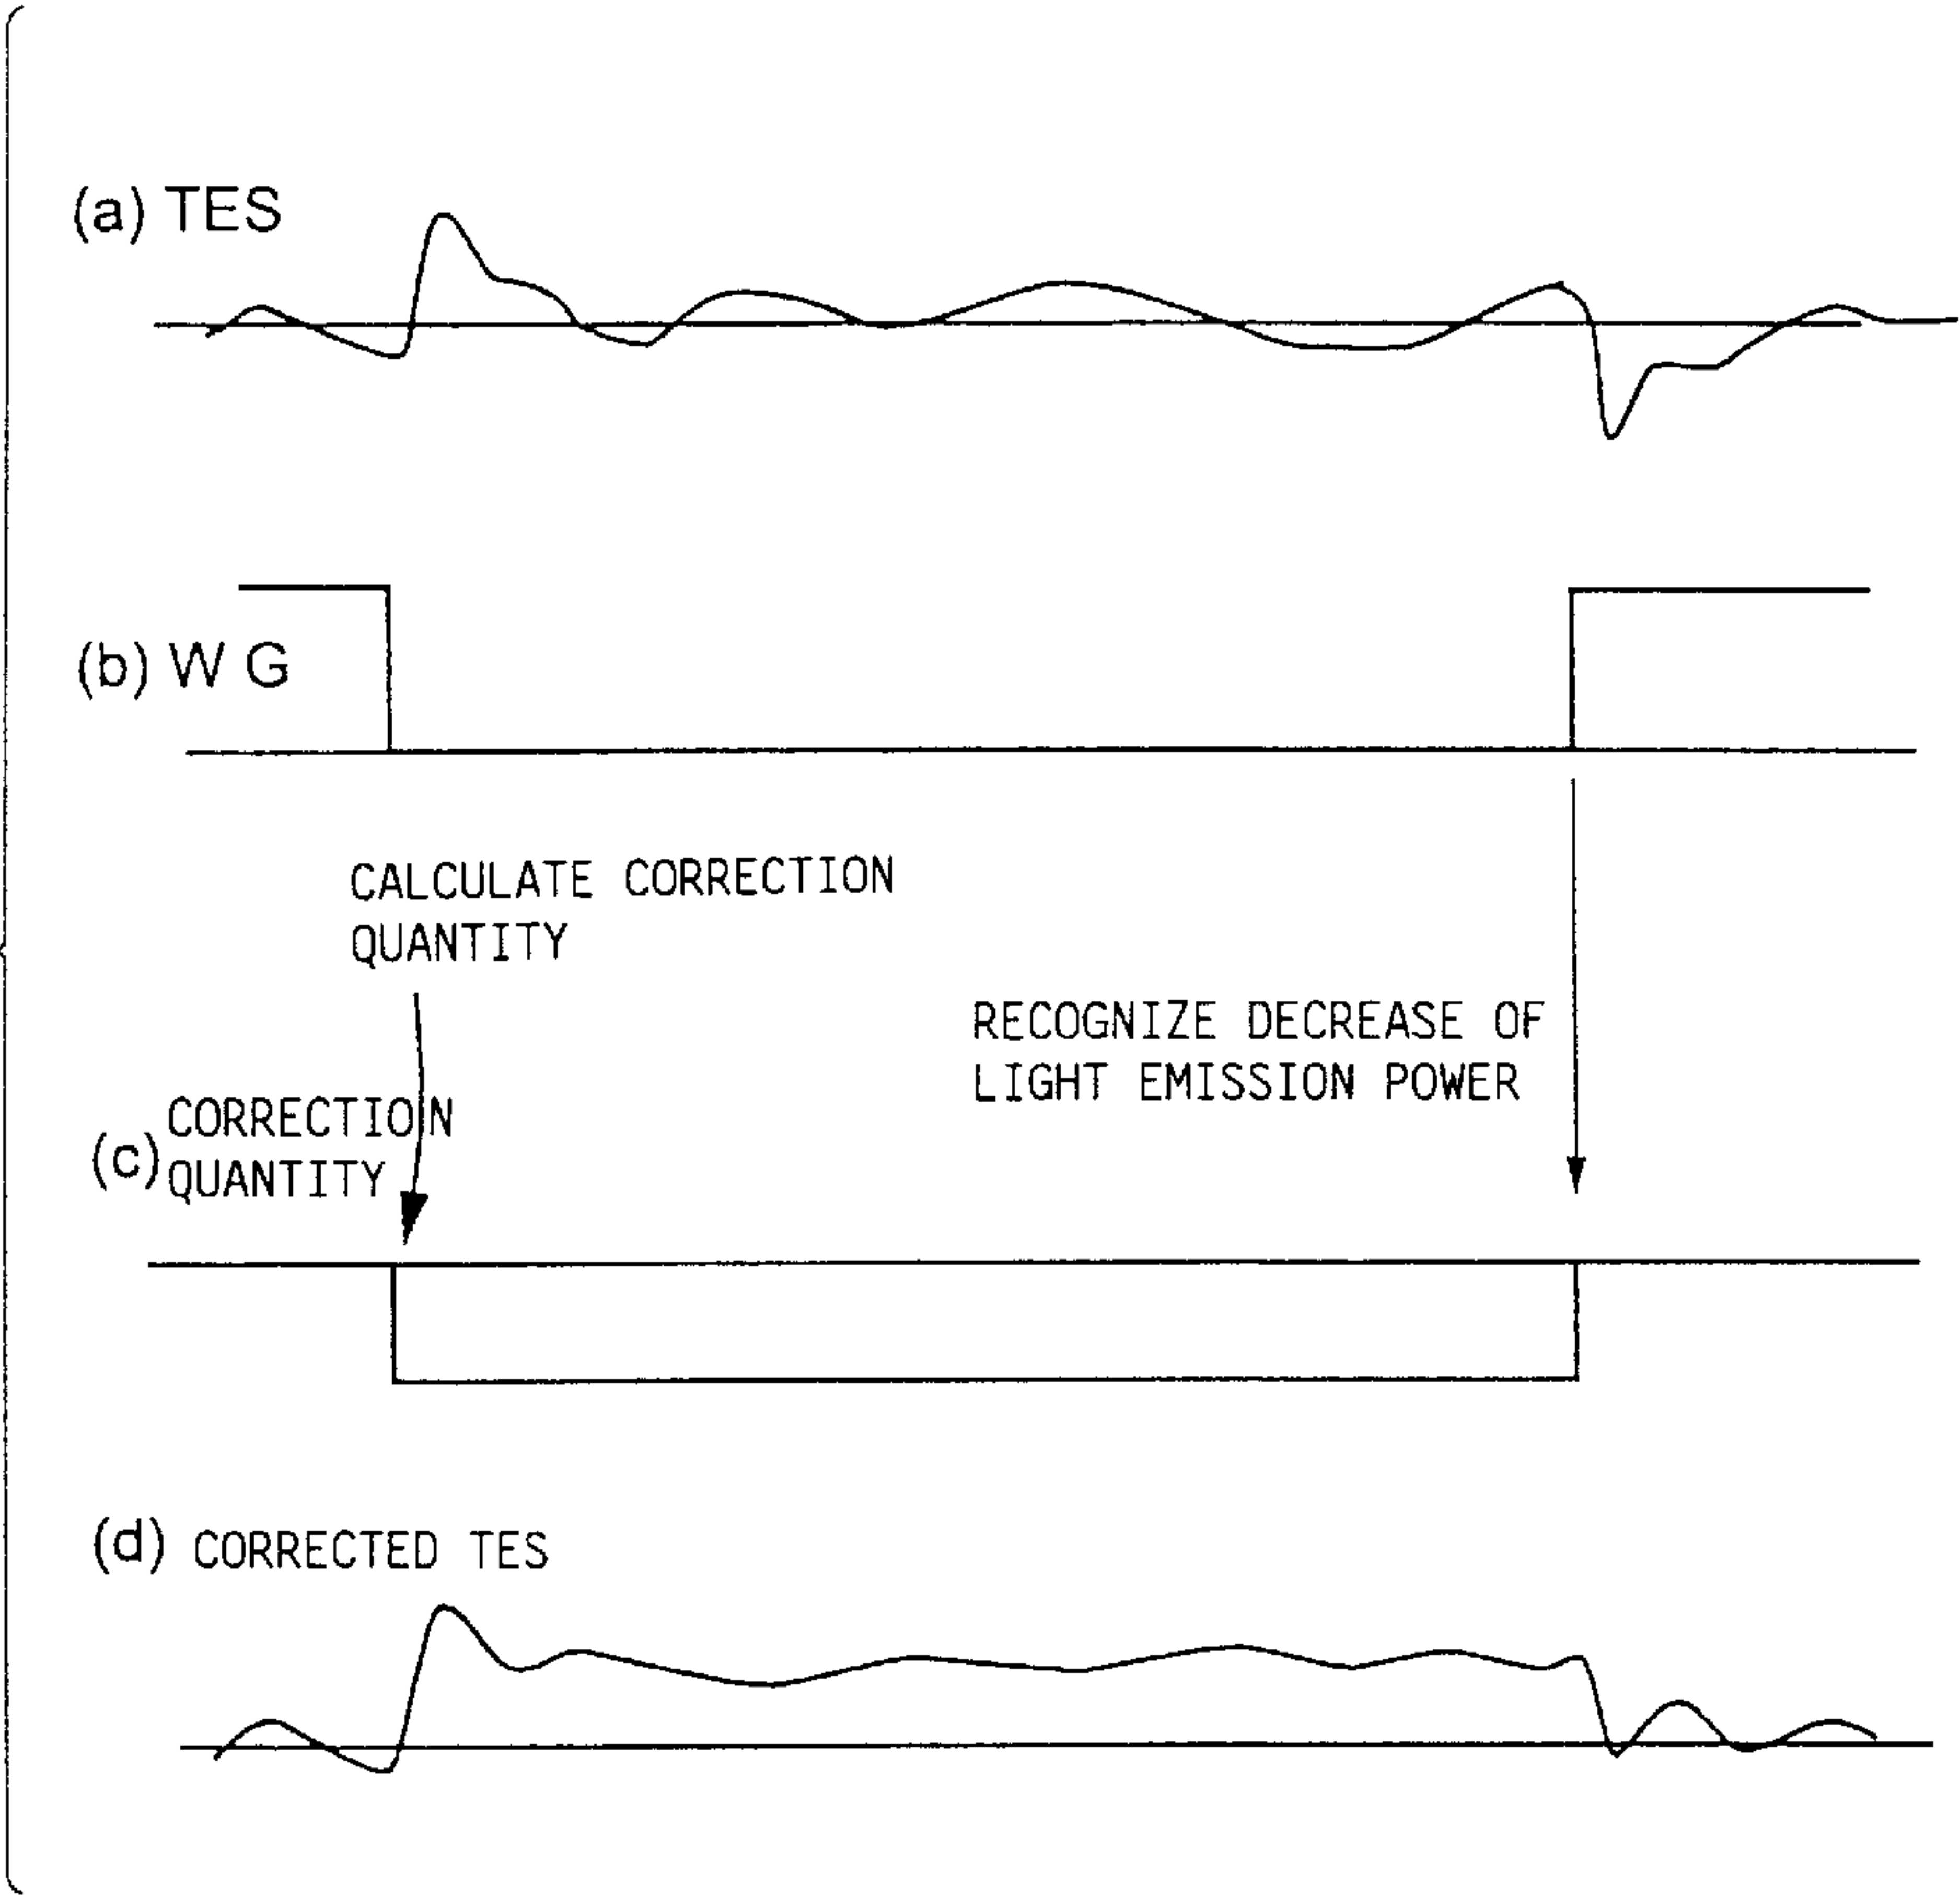 (a) TES
(b) W G
CALCULATE CORRECTION
QUANTITY
RECOGNIZE DECREASE OF
LIGHT EMISSION POWER
(c) CORRECTION
QUANTITY
(d) CORRECTED TES